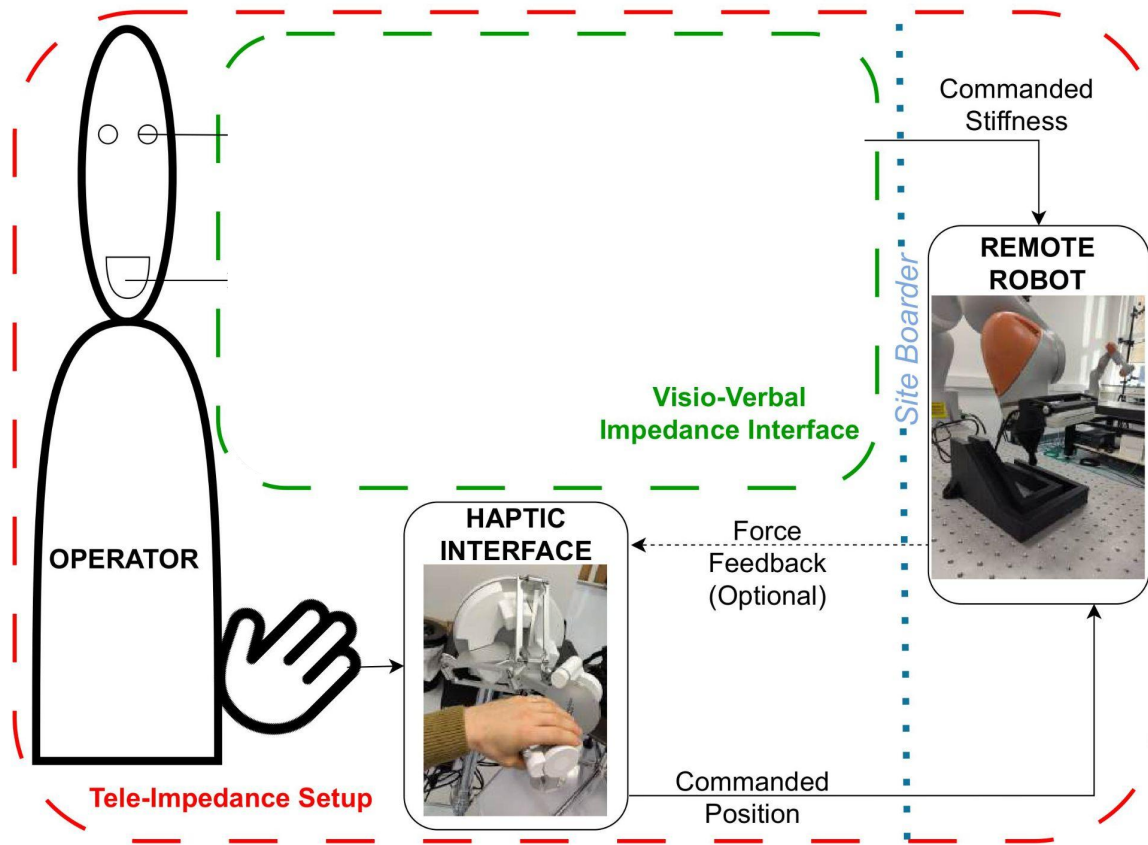 Commanded
Stiffness
REMOTE
ROBOT
Site Boarder
Visio-Verbal
Impedance Interface
HAPTIC
INTERFACE
Force
Feedback
(Optional)
OPERATOR
Commanded
Position
Tele-Impedance Setup